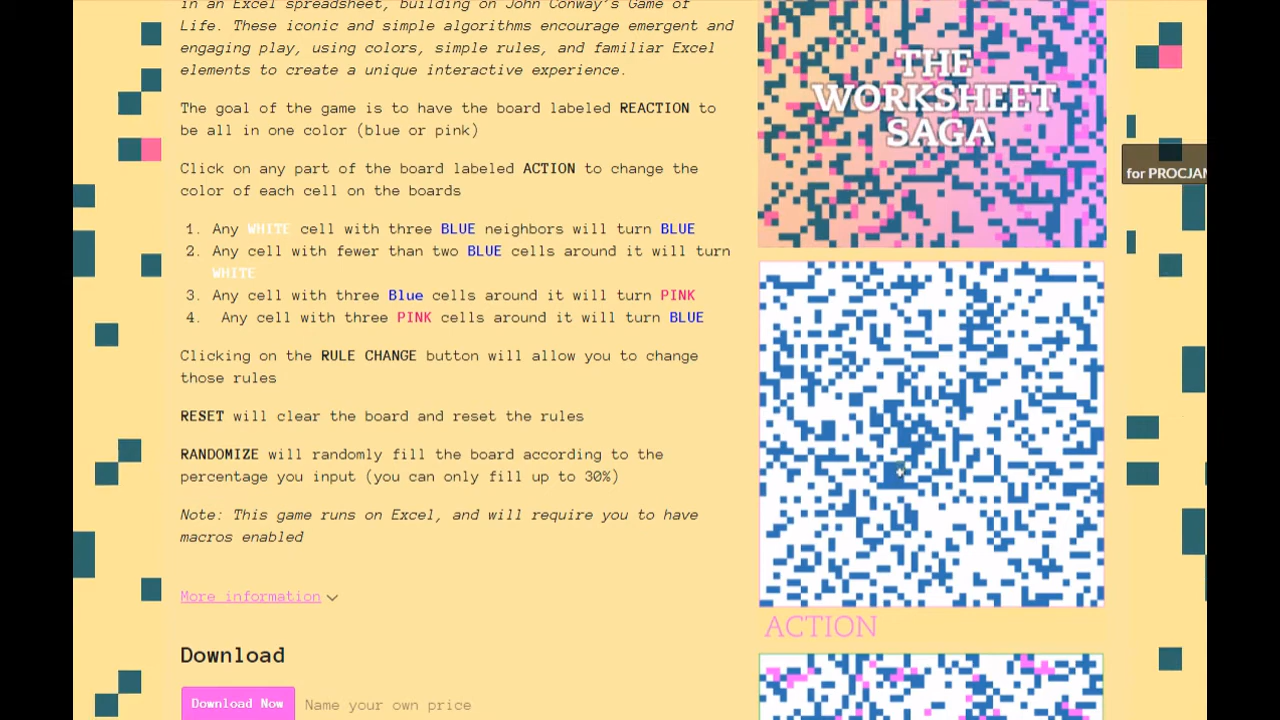 in an Excel spreadsheet, building on John Conway's Game of
Life. These iconic and simple algorithms encourage emergent and
engaging play, using colors, simple rules, and familiar Excel
elements to create a unique interactive experience.
The goal of the game is to have the board labeled REACTION to
be all in one color (blue or pink)
Click on any part of the board labeled ACTION to change the
color of each cell on the boards
1. Any WHITE cell with three BLUE neighbors will turn BLUE
2. Any cell with fewer than two BLUE cells around it will turn
WHITE
3. Any cell with three Blue cells around it will turn PINK
4. Any cell with three PINK cells around it will turn BLUE
Clicking on the RULE CHANGE button will allow you to change
those rules
RESET will clear the board and reset the rules
RANDOMIZE will randomly fill the board according to the
percentage you input (you can only fill up to 30%)
Note: This game runs on Excel, and will require you to have
macros enabled
More information
Download
Download Now Name your own price
THE
WORKSHEET
SAGA
for PROCJAM
ACTION